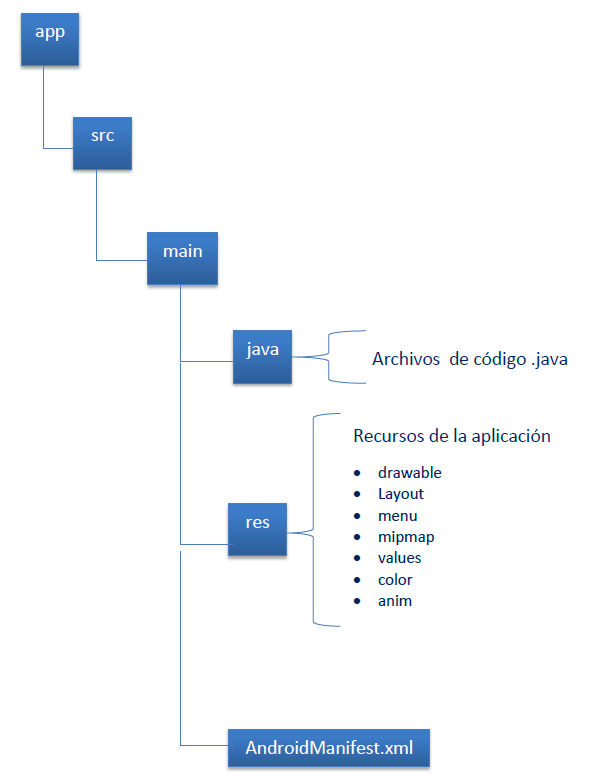 app
src
main
java
Archivos de código .java
Recursos de la aplicación
• drawable
• Layout
• menu
• mipmap
• values
• color
• anim
res
AndroidManifest.xml